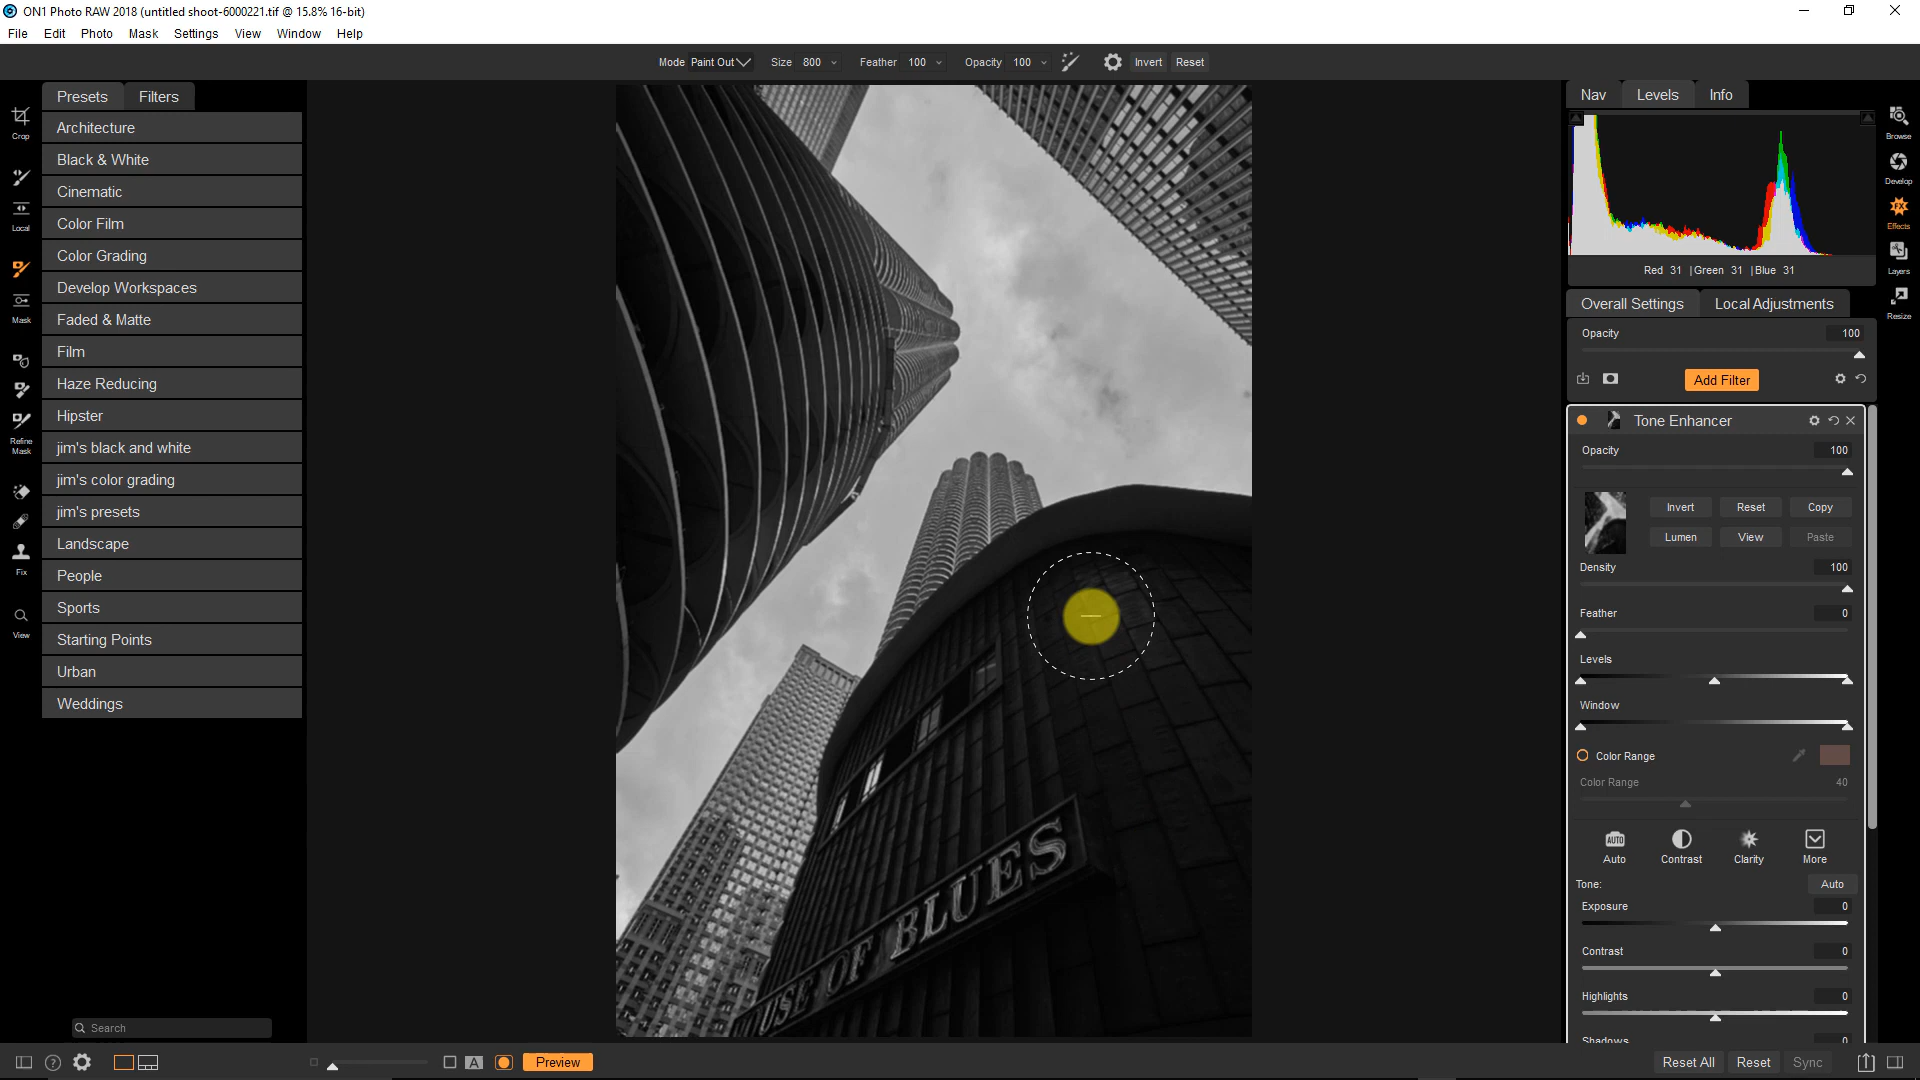 ON1 Photo RAW 2018 (untitled shoot-6000221.tif @ 15.8% 16-bit)
File Edit Photo Mask Settings View Window Help
Mode Paint Out Size 800 Feather 100 Opacity 100 Invert Reset
Presets Filters
Architecture
Black & White
Cinematic
Color Film
Color Grading
Develop Workspaces
Faded & Matte
Film
Haze Reducing
Hipster
jim's black and white
jim's color grading
jim's presets
Landscape
People
Sports
Starting Points
Urban
Weddings
Search
Crop
Local
Mask
Refine
Mask
Fix
View
USE OF BLUES
Nav Levels Info
Red 31 | Green 31 | Blue 31
Overall Settings Local Adjustments
Opacity 100
Add Filter
Tone Enhancer
Opacity 100
Invert Reset Copy
Lumen View Paste
Density 100
Feather 0
Levels
Window
Color Range
Color Range 40
AUTO
Auto Contrast Clarity More
Tone: Auto
Exposure 0
Contrast 0
Highlights 0
Shadows 0
Browse
Develop
FX
Effects
Layers
Resize
? A Preview
Reset All Reset Sync